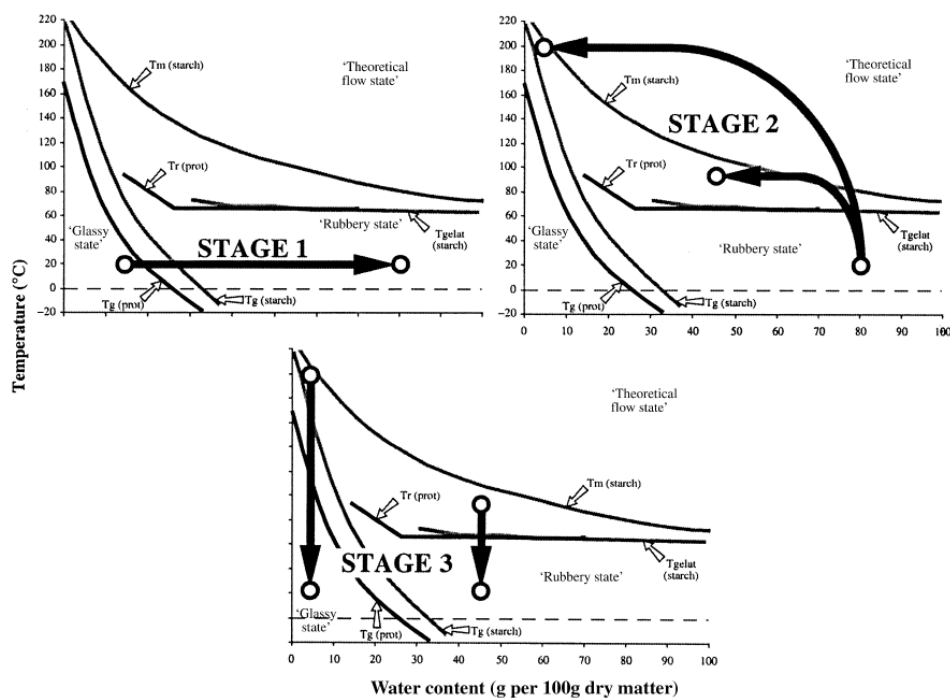 220
200
180
160
140
120
100
80
60
40
20
0
–20
Tm (starch)
'Theoretical
flow state'
Tr (prot)
'Glassy
state'
STAGE 1
'Rubbery state'
Tgelat
(starch)
Tg (prot)
Tg (starch)
220
200
180
160
140
120
100
80
60
40
20
0
–20
'Theoretical
flow state'
Tm (starch)
STAGE 2
Tr (prot)
'Glassy
state'
'Rubbery state'
Tgelat
(starch)
Tg (prot)
Tg (starch)
0 10 20 30 40 50 60 70 80 90 100
Temperature (°C)
'Theoretical
flow state'
Tr (prot)
Tm (starch)
STAGE 3
'Rubbery state'
Tgelat
(starch)
'Glassy
state'
Tg (prot)
Tg (starch)
0 20 20 30 40 50 60 70 80 90 100
Water content (g per 100g dry matter)